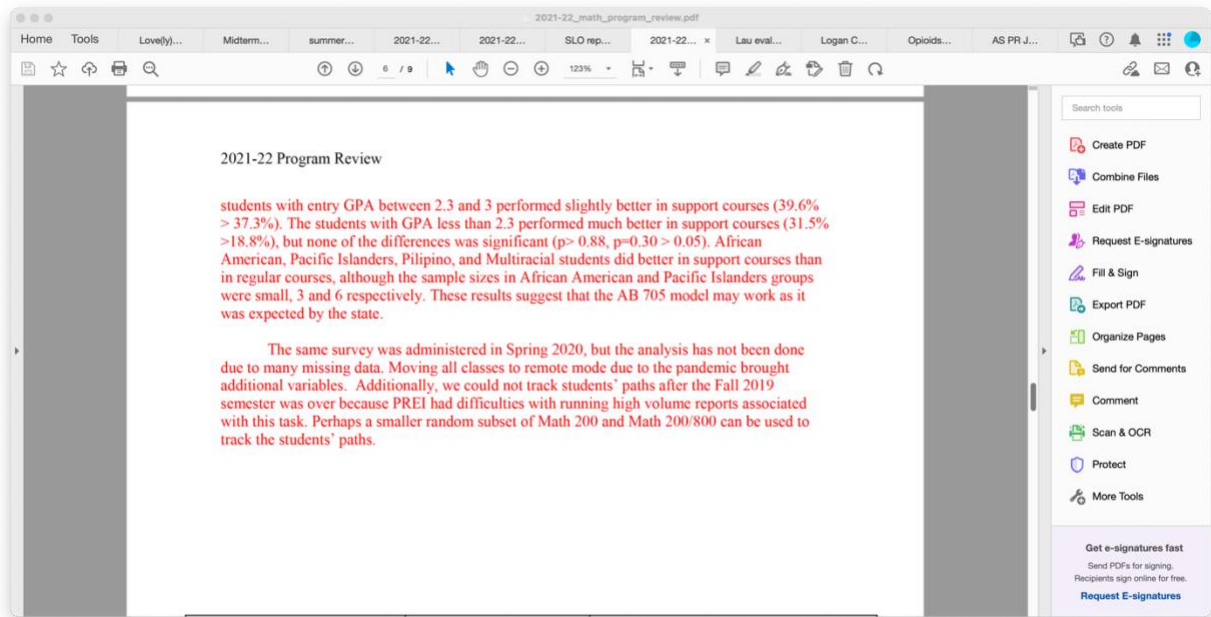 2021-22_math_program_review.pdf
Home Tools Love(ly)... Midterm... summer... 2021-22... 2021-22... SLO rep... 2021-22... × Lau eval... Logan C... Opioids... AS PR J...
6 / 9 123%
Search tools
Create PDF
Combine Files
Edit PDF
Request E-signatures
Fill & Sign
Export PDF
Organize Pages
Send for Comments
Comment
Scan & OCR
Protect
More Tools
Get e-signatures fast
Send PDFs for signing.
Recipients sign online for free.
Request E-signatures
2021-22 Program Review
students with entry GPA between 2.3 and 3 performed slightly better in support courses (39.6%
> 37.3%). The students with GPA less than 2.3 performed much better in support courses (31.5%
>18.8%), but none of the differences was significant (p> 0.88, p=0.30 > 0.05). African
American, Pacific Islanders, Pilipino, and Multiracial students did better in support courses than
in regular courses, although the sample sizes in African American and Pacific Islanders groups
were small, 3 and 6 respectively. These results suggest that the AB 705 model may work as it
was expected by the state.
The same survey was administered in Spring 2020, but the analysis has not been done
due to many missing data. Moving all classes to remote mode due to the pandemic brought
additional variables.  Additionally, we could not track students' paths after the Fall 2019
semester was over because PREI had difficulties with running high volume reports associated
with this task. Perhaps a smaller random subset of Math 200 and Math 200/800 can be used to
track the students' paths.